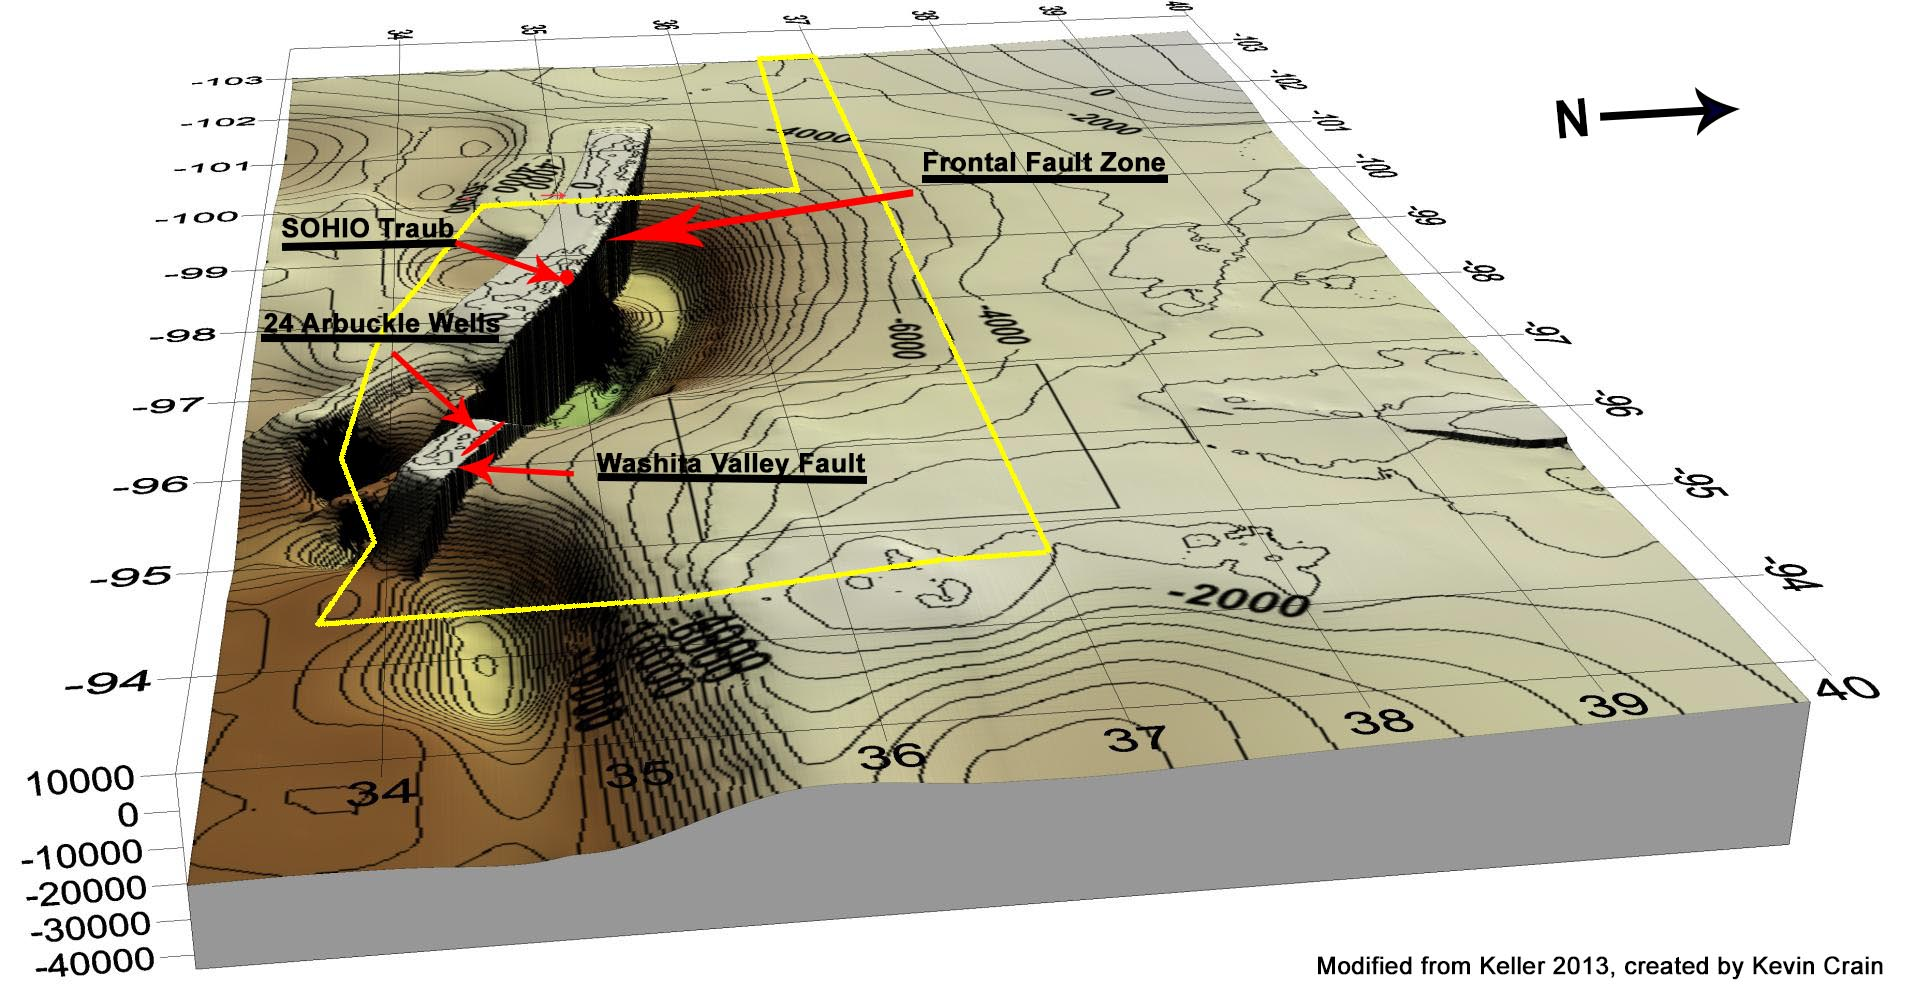 34 35 36 37 38 39 40
-103 -103
-102 -102
0
-2000
-101 -101
-4000
-100 -100
Frontal Fault Zone
N
-99 -99
SOHIO Traub
-98 -98
24 Arbuckle Wells
-6000
-4000
-97 -97
-96 -96
Washita Valley Fault
-95 -95
-94 -94
-2000
34 35 36 37 38 39 40
10000
0
-10000
-20000
-30000
-40000
Modified from Keller 2013, created by Kevin Crain